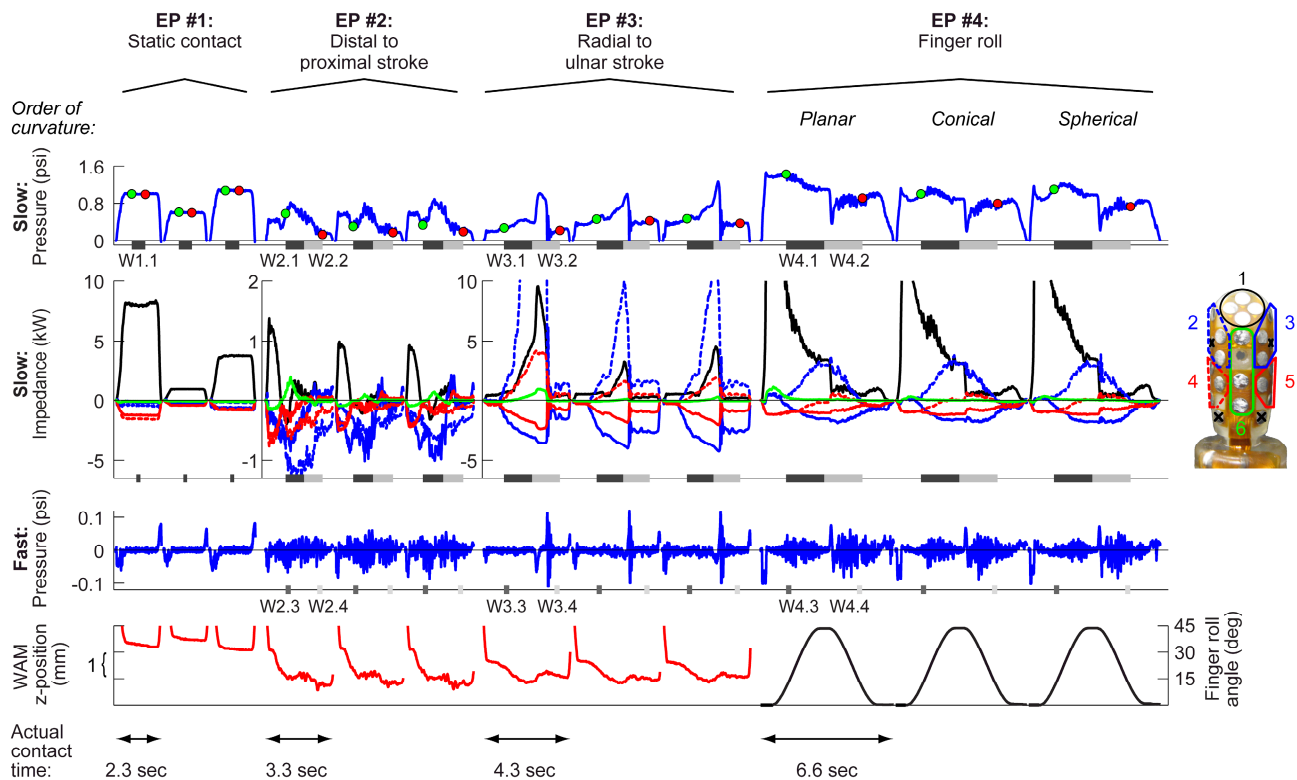 EP #1:
Static contact
EP #2:
Distal to
proximal stroke
EP #3:
Radial to
ulnar stroke
EP #4:
Finger roll
Order of
curvature:
Planar
Conical
Spherical
Slow:
Pressure (psi)
1.6
0.8
0
W1.1
W2.1
W2.2
W3.1
W3.2
W4.1
W4.2
Slow:
Impedance (kW)
10
5
0
-5
2
1
-1
10
5
-5
1
2
3
4
5
6
Fast:
Pressure (psi)
0.1
0
-0.1
W2.3
W2.4
W3.3
W3.4
W4.3
W4.4
WAM
z-position
(mm)
1{
45
30
15
Finger roll
angle (deg)
Actual
contact
time:
2.3 sec
3.3 sec
4.3 sec
6.6 sec